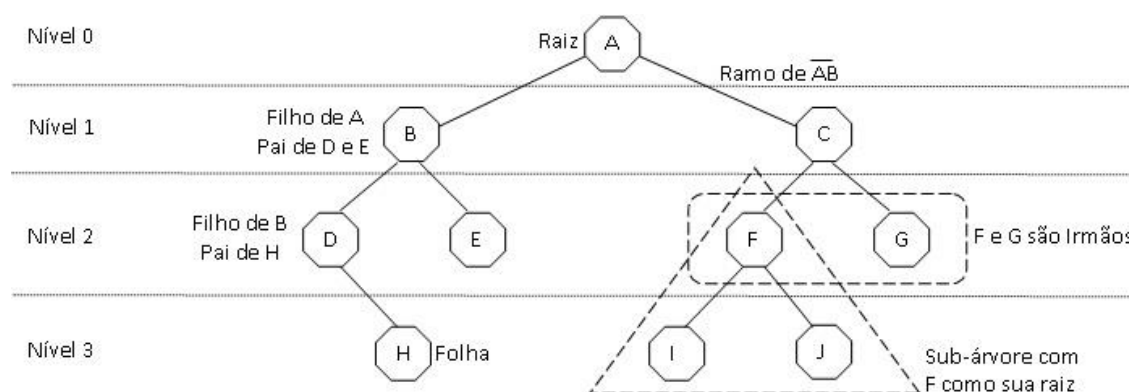 Nível 0
Raiz
A
Ramo de A̅B̅
Nível 1
Filho de A
Pai de D e E
B
C
Nível 2
Filho de B
Pai de H
D
E
F
G
F e G são Irmãos
Nível 3
H
Folha
I
J
Sub-árvore com
F como sua raiz